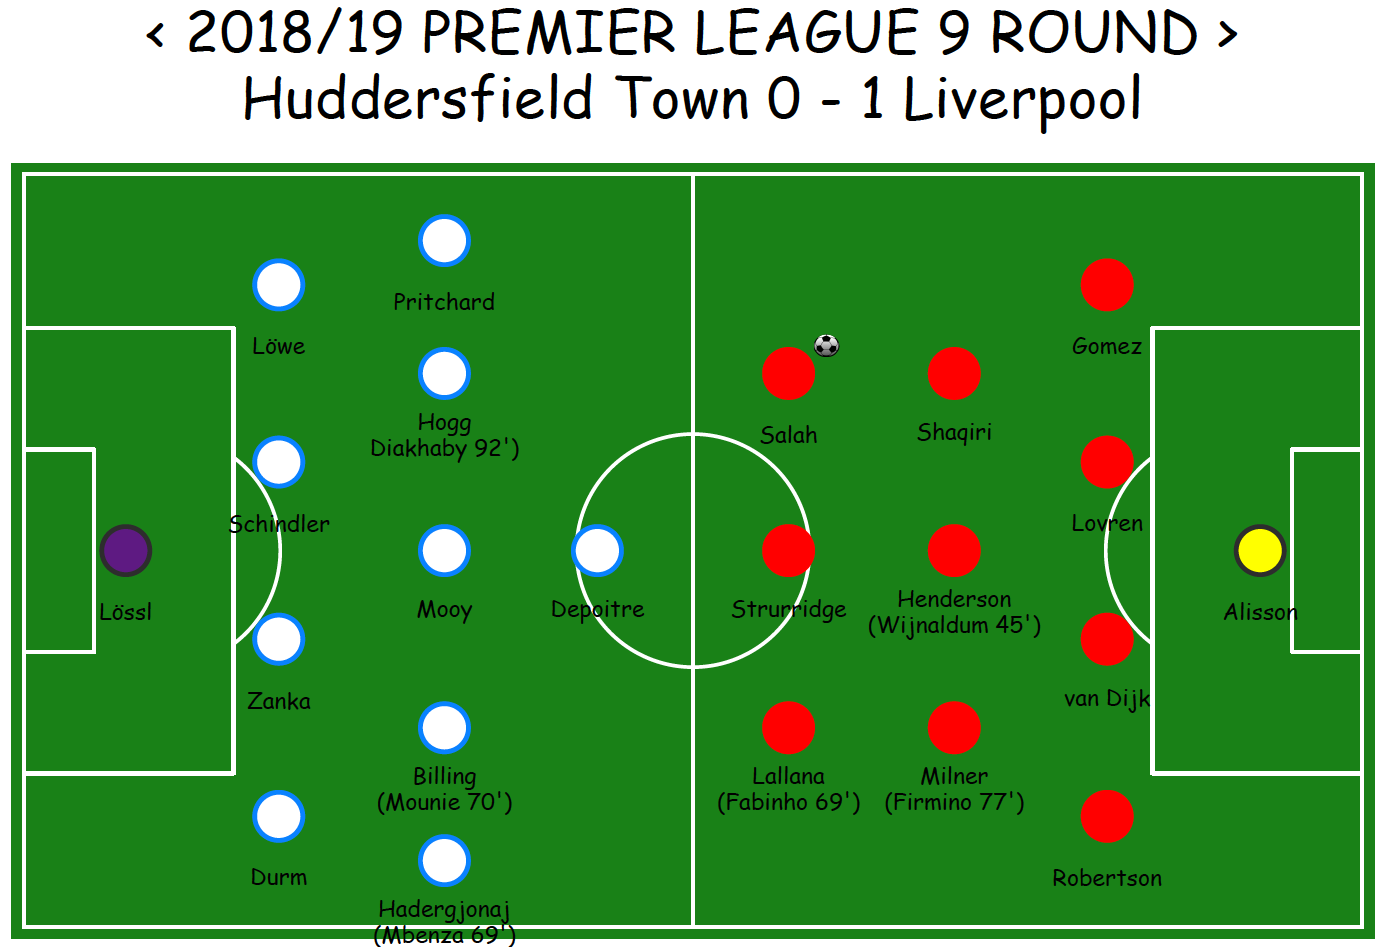 < 2018/19 PREMIER LEAGUE 9 ROUND >
Huddersfield Town 0 - 1 Liverpool
Pritchard
Löwe
Gomez
Hogg
Diakhaby 92')
Salah
Shaqiri
Schindler
Lovren
Lössl
Mooy
Depoitre
Strurridge
Henderson
(Wijnaldum 45')
Alisson
Zanka
van Dijk
Billing
(Mounie 70')
Lallana
(Fabinho 69')
Milner
(Firmino 77')
Durm
Robertson
Hadergjonaj
(Mbenza 69')